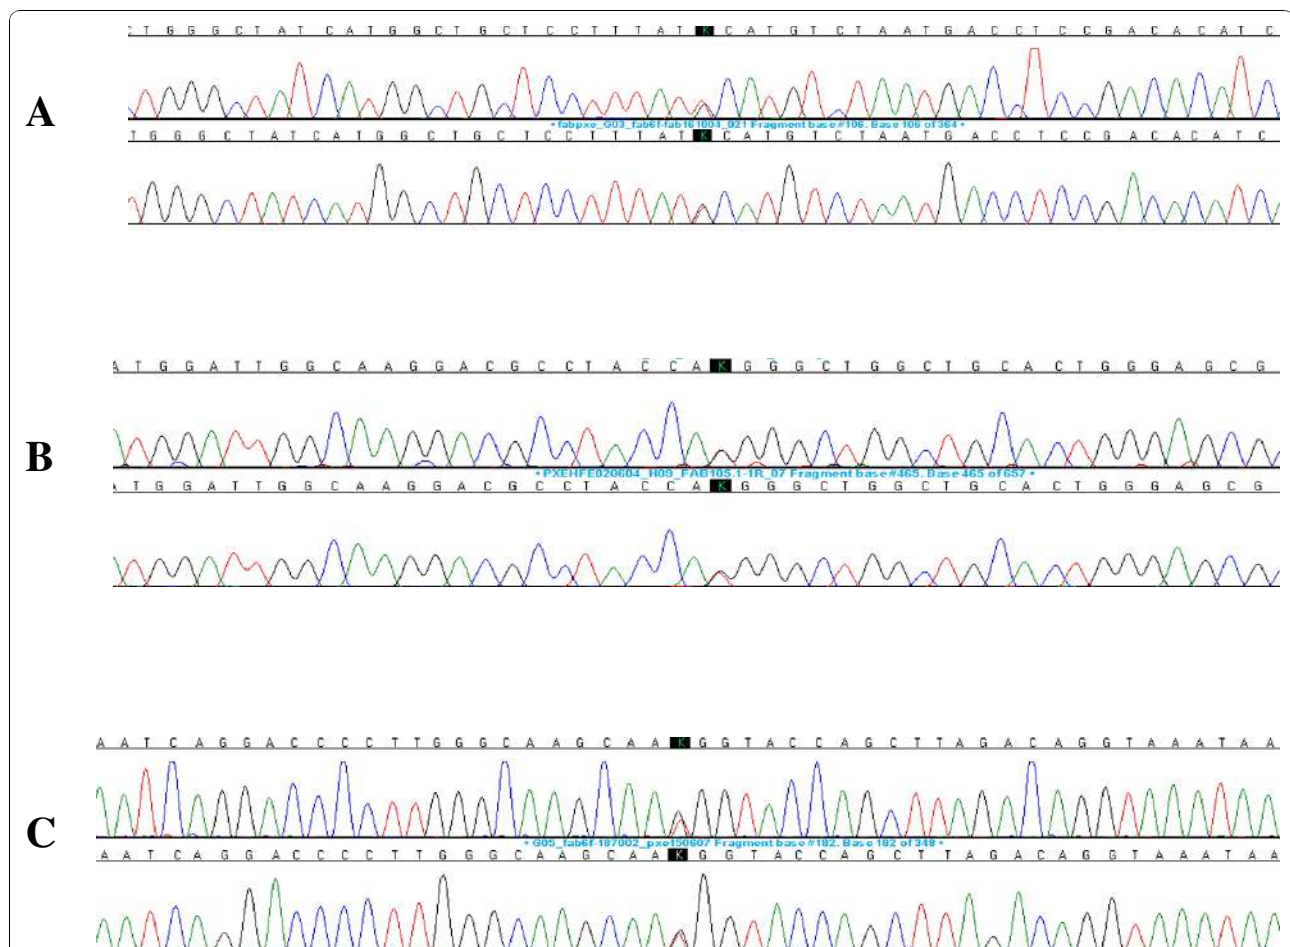 A
C T G G G C T A T C A T G G C T G C T C C T T T A T K C A T G T C T A A T G A C C T C C G A C A C A T C
• fabpxe_G03_fab6f-fab161004_021 Fragment base #106. Base 106 of 364 •
T G G G C T A T C A T G G C T G C T C C T T T A T K C A T G T C T A A T G A C C T C C G A C A C A T C
B
A T G G A T T G G C A A G G A C G C C T A C C A K G G G C T G G C T G C A C T G G G A G C G
• PXEHFE020604_H09_FAB105.1-1R_07 Fragment base #465. Base 465 of 657 •
A T G G A T T G G C A A G G A C G C C T A C C A K G G G C T G G C T G C A C T G G G A G C G
C
A A T C A G G A C C C C T T G G G C A A G C A A K G G T A C C A G C T T A G A C A G G T A A A T A A
• G05_fab6f-187002_pxe150607 Fragment base #182. Base 182 of 348 •
A A T C A G G A C C C C T T G G G C A A G C A A K G G T A C C A G C T T A G A C A G G T A A A T A A